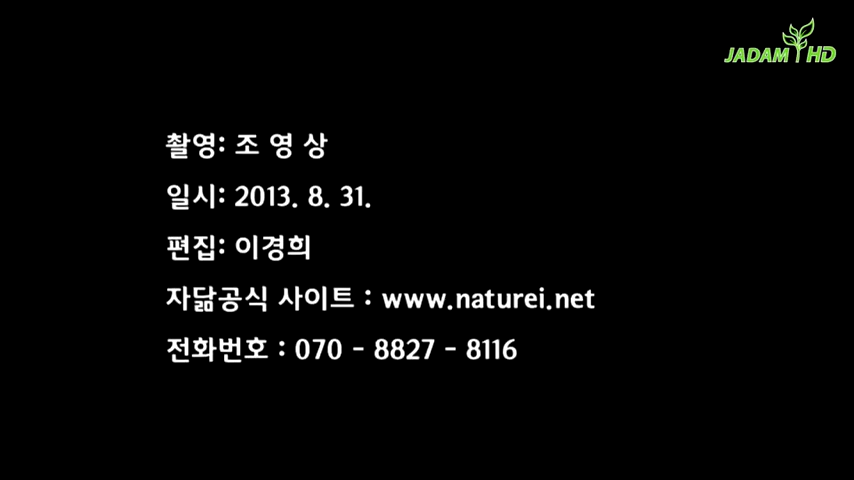 JADAM HD
촬영: 조 영 상
일시: 2013. 8. 31.
편집: 이경희
자닮공식 사이트 : www.naturei.net
전화번호 : 070 - 8827 - 8116